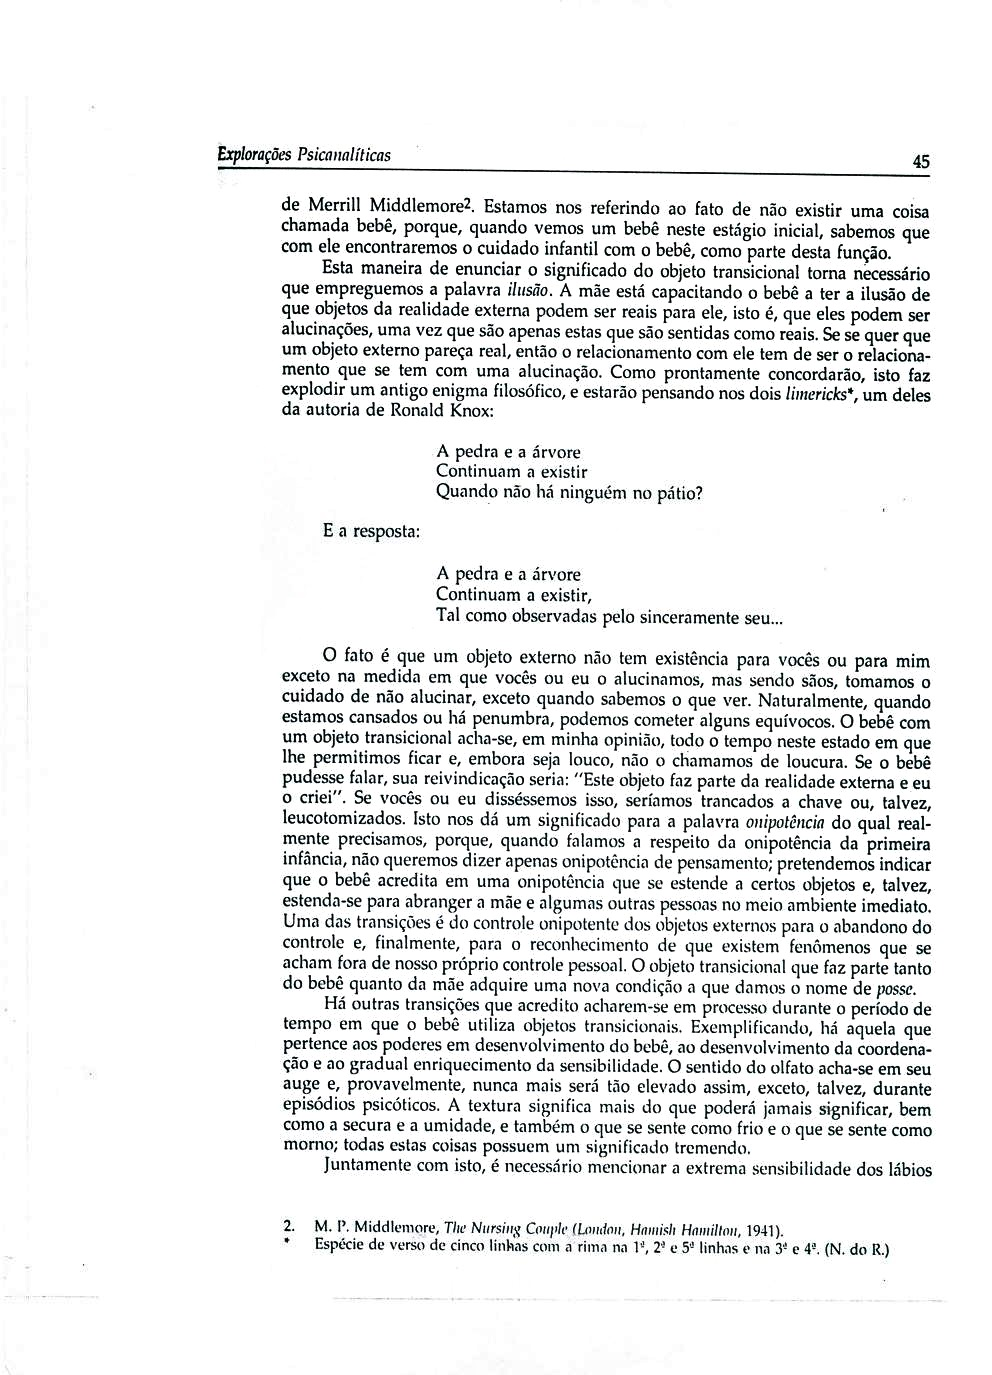 Explorações Psicanalíticas
45
de Merrill Middlemore2. Estamos nos referindo ao fato de não existir uma coisa
chamada bebê, porque, quando vemos um bebê neste estágio inicial, sabemos que
com ele encontraremos o cuidado infantil com o bebê, como parte desta função.
Esta maneira de enunciar o significado do objeto transicional torna necessário
que empreguemos a palavra ilusão. A mãe está capacitando o bebê a ter a ilusão de
que objetos da realidade externa podem ser reais para ele, isto é, que eles podem ser
alucinações, uma vez que são apenas estas que são sentidas como reais. Se se quer que
um objeto externo pareça real, então o relacionamento com ele tem de ser o relaciona-
mento que se tem com uma alucinação. Como prontamente concordarão, isto faz
explodir um antigo enigma filosófico, e estarão pensando nos dois limericks*, um deles
da autoria de Ronald Knox:
A pedra e a árvore
Continuam a existir
Quando não há ninguém no pátio?
E a resposta:
A pedra e a árvore
Continuam a existir,
Tal como observadas pelo sinceramente seu...
O fato é que um objeto externo não tem existência para vocês ou para mim
exceto na medida em que vocês ou eu o alucinamos, mas sendo sãos, tomamos o
cuidado de não alucinar, exceto quando sabemos o que ver. Naturalmente, quando
estamos cansados ou há penumbra, podemos cometer alguns equívocos. O bebê com
um objeto transicional acha-se, em minha opinião, todo o tempo neste estado em que
lhe permitimos ficar e, embora seja louco, não o chamamos de loucura. Se o bebê
pudesse falar, sua reivindicação seria: "Este objeto faz parte da realidade externa e eu
o criei". Se vocês ou eu disséssemos isso, seríamos trancados a chave ou, talvez,
leucotomizados. Isto nos dá um significado para a palavra onipotência do qual real-
mente precisamos, porque, quando falamos a respeito da onipotência da primeira
infância, não queremos dizer apenas onipotência de pensamento; pretendemos indicar
que o bebê acredita em uma onipotência que se estende a certos objetos e, talvez,
estenda-se para abranger a mãe e algumas outras pessoas no meio ambiente imediato.
Uma das transições é do controle onipotente dos objetos externos para o abandono do
controle e, finalmente, para o reconhecimento de que existem fenômenos que se
acham fora de nosso próprio controle pessoal. O objeto transicional que faz parte tanto
do bebê quanto da mãe adquire uma nova condição a que damos o nome de posse.
Há outras transições que acredito acharem-se em processo durante o período de
tempo em que o bebê utiliza objetos transicionais. Exemplificando, há aquela que
pertence aos poderes em desenvolvimento do bebê, ao desenvolvimento da coordena-
ção e ao gradual enriquecimento da sensibilidade. O sentido do olfato acha-se em seu
auge e, provavelmente, nunca mais será tão elevado assim, exceto, talvez, durante
episódios psicóticos. A textura significa mais do que poderá jamais significar, bem
como a secura e a umidade, e também o que se sente como frio e o que se sente como
morno; todas estas coisas possuem um significado tremendo.
Juntamente com isto, é necessário mencionar a extrema sensibilidade dos lábios
2. M. P. Middlemore, The Nursing Couple (London, Hamish Hamilton, 1941).
* Espécie de verso de cinco linhas com a rima na 1ª, 2ª e 5ª linhas e na 3ª e 4ª. (N. do R.)